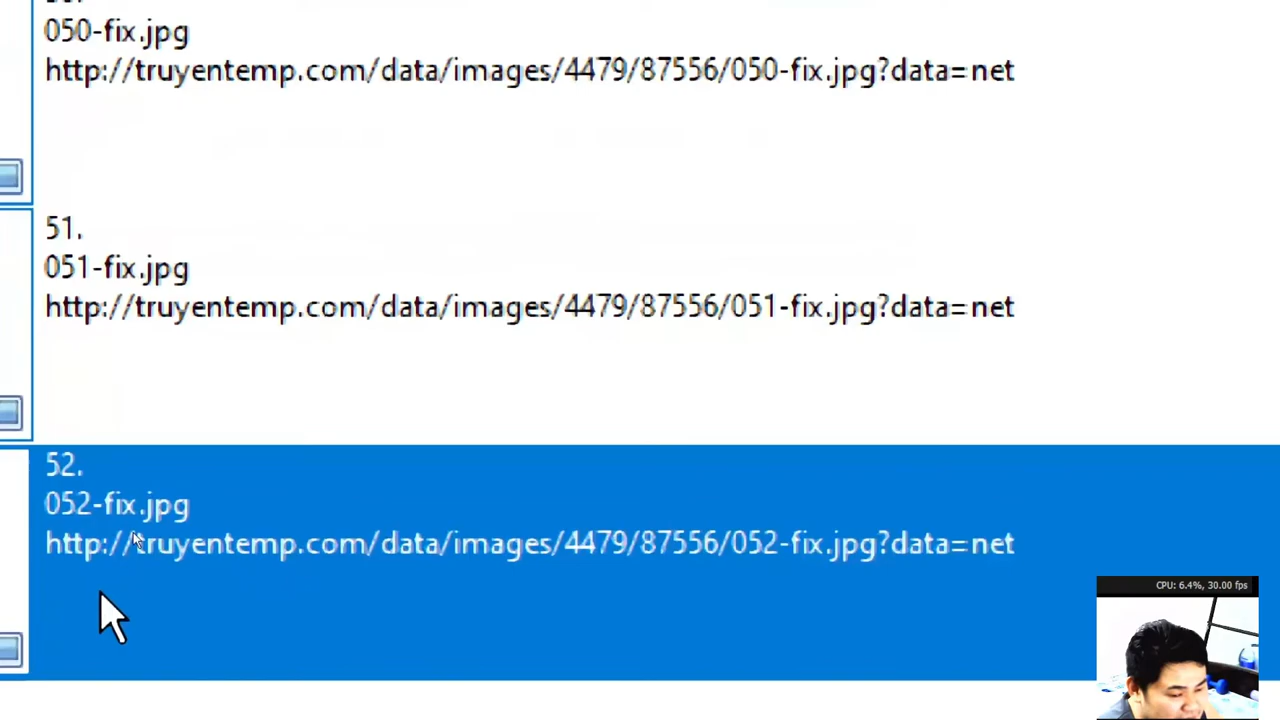 050-fix.jpg
http://truyentemp.com/data/images/4479/87556/050-fix.jpg?data=net
51.
051-fix.jpg
http://truyentemp.com/data/images/4479/87556/051-fix.jpg?data=net
52.
052-fix.jpg
http://truyentemp.com/data/images/4479/87556/052-fix.jpg?data=net
CPU: 6.4%, 30.00 fps